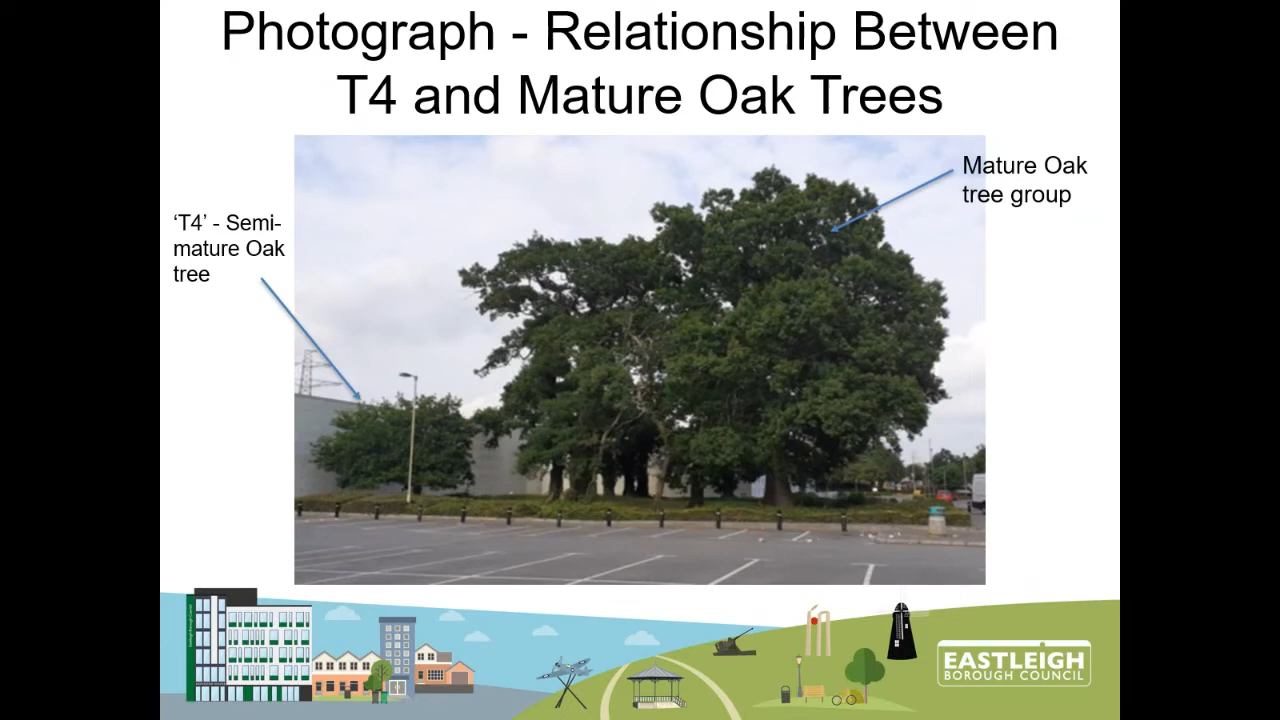 Photograph - Relationship Between
T4 and Mature Oak Trees
Mature Oak
tree group
‘T4’ - Semi-
mature Oak
tree
EASTLEIGH
BOROUGH COUNCIL